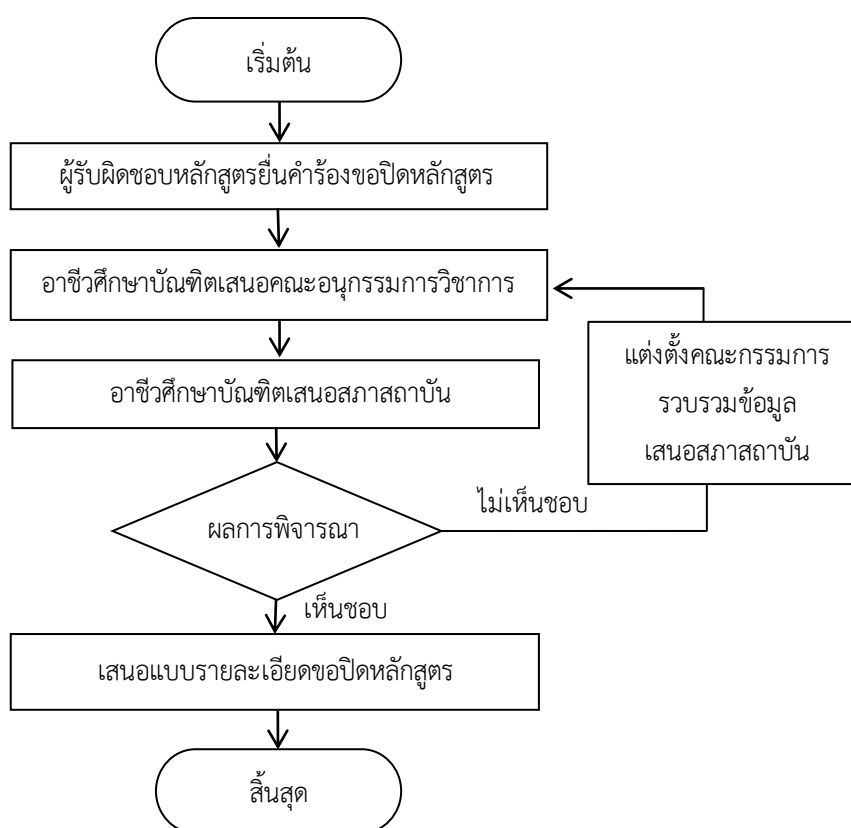 เริ่มต้น
ผู้รับผิดชอบหลักสูตรยื่นคำร้องขอปิดหลักสูตร
อาชีวศึกษาบัณฑิตเสนอคณะอนุกรรมการวิชาการ
อาชีวศึกษาบัณฑิตเสนอสภาสถาบัน
แต่งตั้งคณะกรรมการ
รวบรวมข้อมูล
เสนอสภาสถาบัน
ผลการพิจารณา
ไม่เห็นชอบ
เห็นชอบ
เสนอแบบรายละเอียดขอปิดหลักสูตร
สิ้นสุด